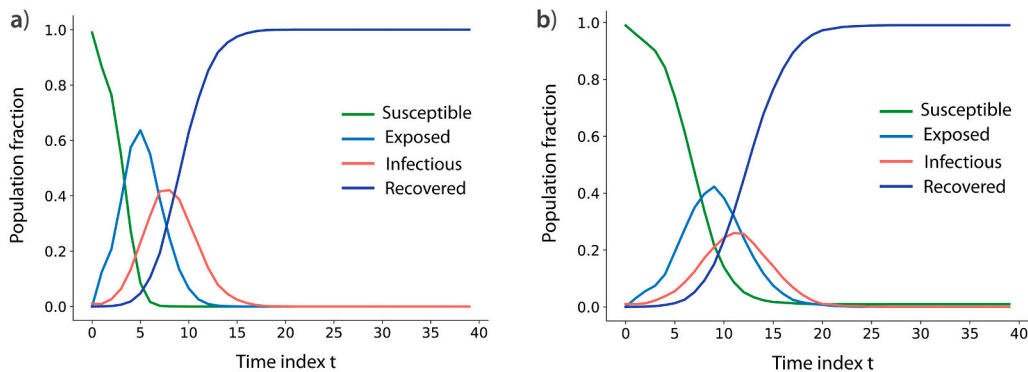 a)
1.0
0.8
0.6
0.4
0.2
0.0
Population fraction
Susceptible
Exposed
Infectious
Recovered
0 5 10 15 20 25 30 35 40
Time index t
b)
1.0
0.8
0.6
0.4
0.2
0.0
Population fraction
Susceptible
Exposed
Infectious
Recovered
0 5 10 15 20 25 30 35 40
Time index t